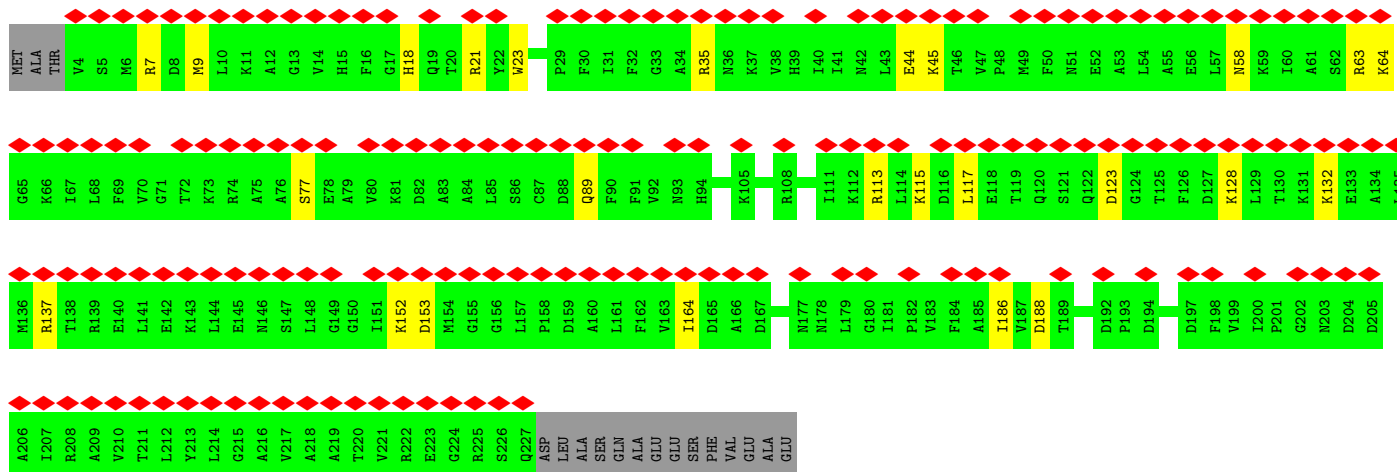 MET ALA THR V4 S5 M6 R7 D8 M9 L10 K11 A12 G13 V14 H15 F16 G17 H18 Q19 T20 R21 Y22 W23 P29 F30 I31 F32 G33 A34 R35 N36 K37 V38 H39 I40 I41 N42 L43 E44 K45 T46 V47 P48 M49 F50 N51 E52 A53 L54 A55 E56 L57 N58 K59 I60 A61 S62 R63 K64
G65 K66 I67 L68 F69 V70 G71 T72 K73 R74 A75 A76 S77 E78 A79 V80 K81 D82 A83 A84 L85 S86 C87 D88 Q89 F90 F91 V92 N93 H94 K105 R108 I111 K112 R113 L114 K115 D116 L117 E118 T119 Q120 S121 Q122 D123 G124 T125 F126 D127 K128 L129 T130 K131 K132 E133 A134
M136 R137 T138 R139 E140 L141 E142 K143 L144 E145 N146 S147 L148 G149 G150 I151 K152 D153 M154 G155 G156 L157 P158 D159 A160 L161 F162 V163 I164 D165 A166 D167 N177 N178 L179 G180 I181 P182 V183 F184 A185 I186 V187 D188 T189 D192 P193 D194 D197 F198 V199 I200 P201 G202 N203 D204 D205
A206 I207 R208 A209 V210 T211 L212 Y213 L214 G215 A216 V217 A218 A219 T220 V221 R222 E223 G224 R225 S226 Q227 ASP LEU ALA SER GLN ALA GLU GLU SER PHE VAL GLU ALA GLU